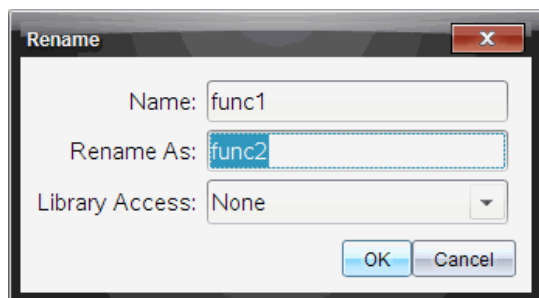 Rename
Name: func1
Rename As: func2
Library Access: None
OK Cancel